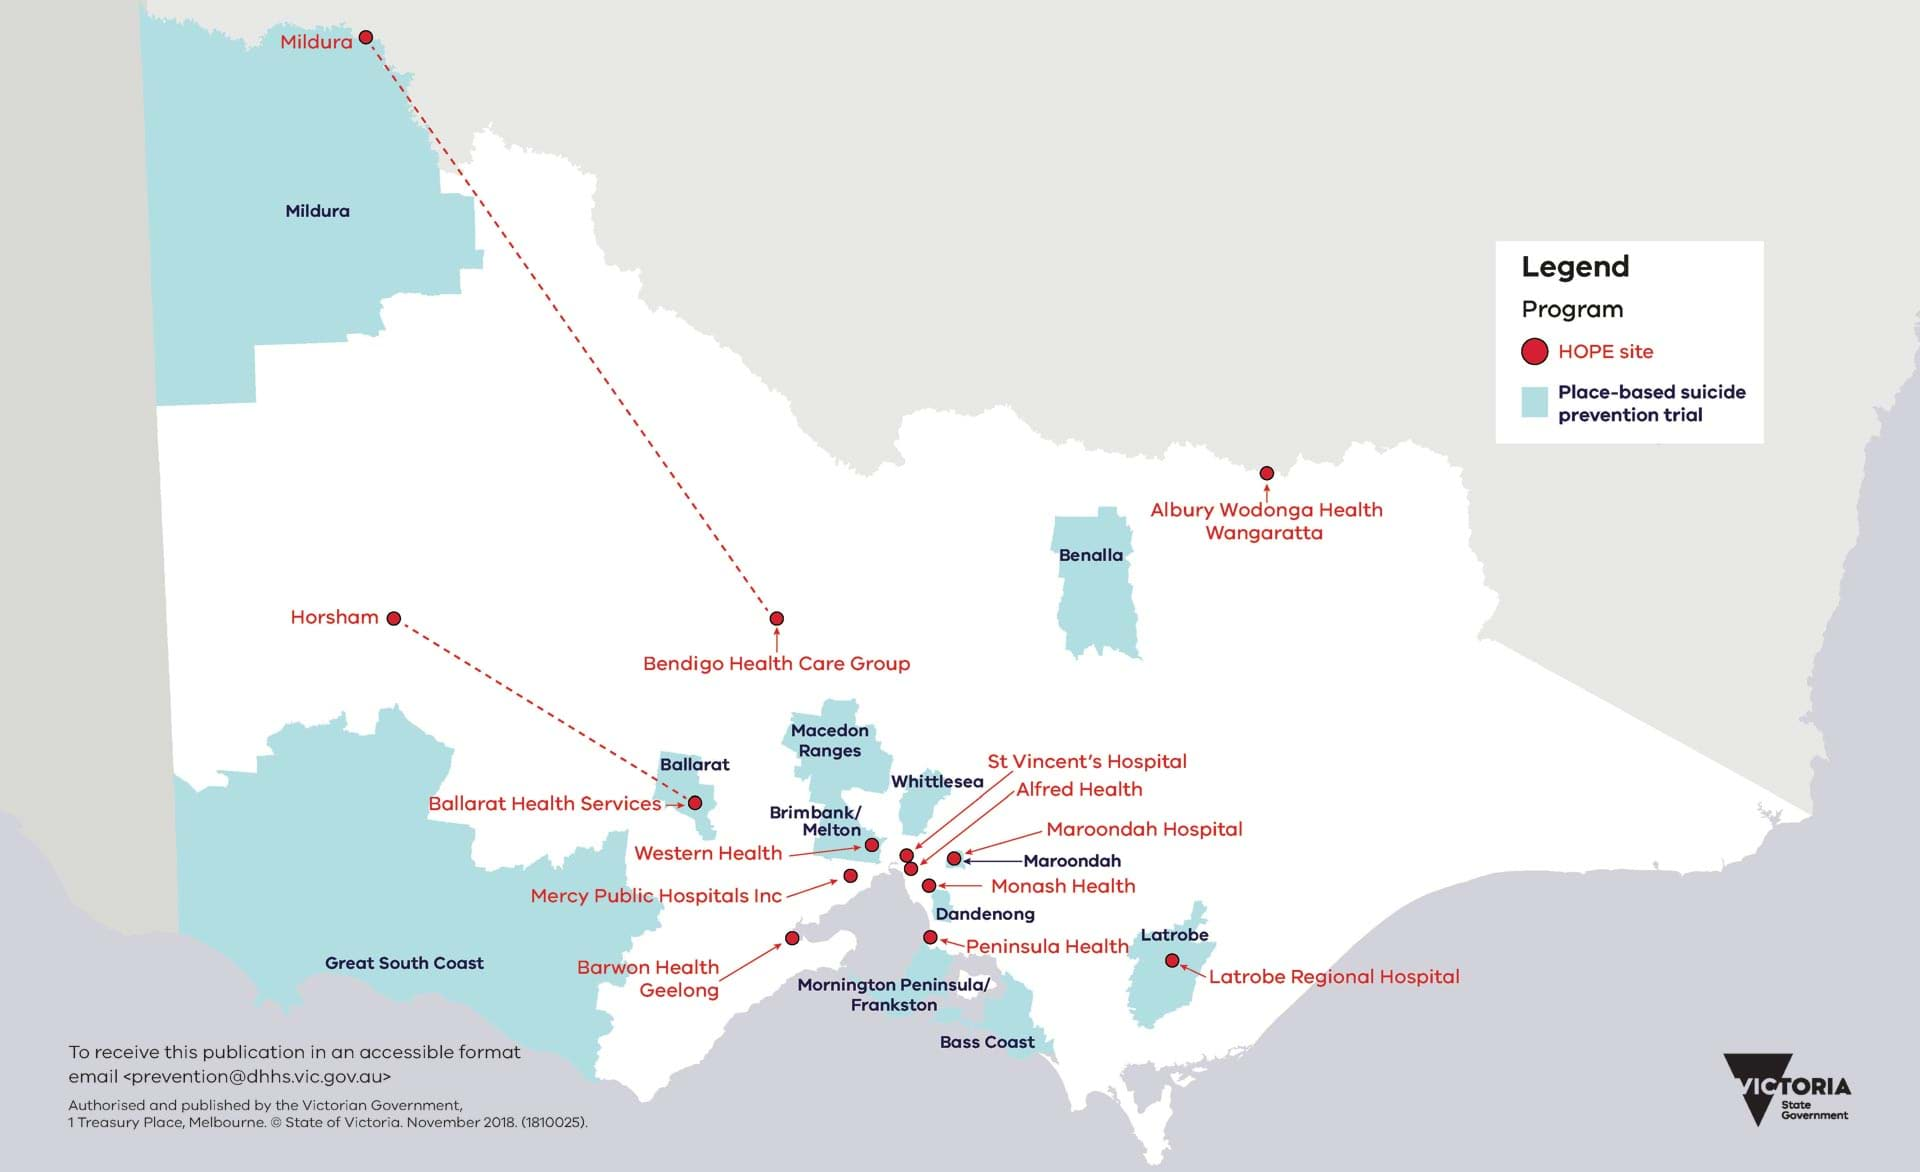 Mildura
Mildura
Legend
Program
HOPE site
Place-based suicide
prevention trial
Albury Wodonga Health
Wangaratta
Benalla
Horsham
Bendigo Health Care Group
Macedon
Ranges
Ballarat
Whittlesea
St Vincent's Hospital
Alfred Health
Ballarat Health Services
Brimbank/
Melton
Maroondah Hospital
Western Health
Maroondah
Mercy Public Hospitals Inc
Monash Health
Dandenong
Latrobe
Peninsula Health
Great South Coast
Barwon Health
Geelong
Latrobe Regional Hospital
Mornington Peninsula/
Frankston
Bass Coast
To receive this publication in an accessible format
email <prevention@dhhs.vic.gov.au>
Authorised and published by the Victorian Government,
1 Treasury Place, Melbourne. © State of Victoria. November 2018. (1810025).
VICTORIA
State
Government